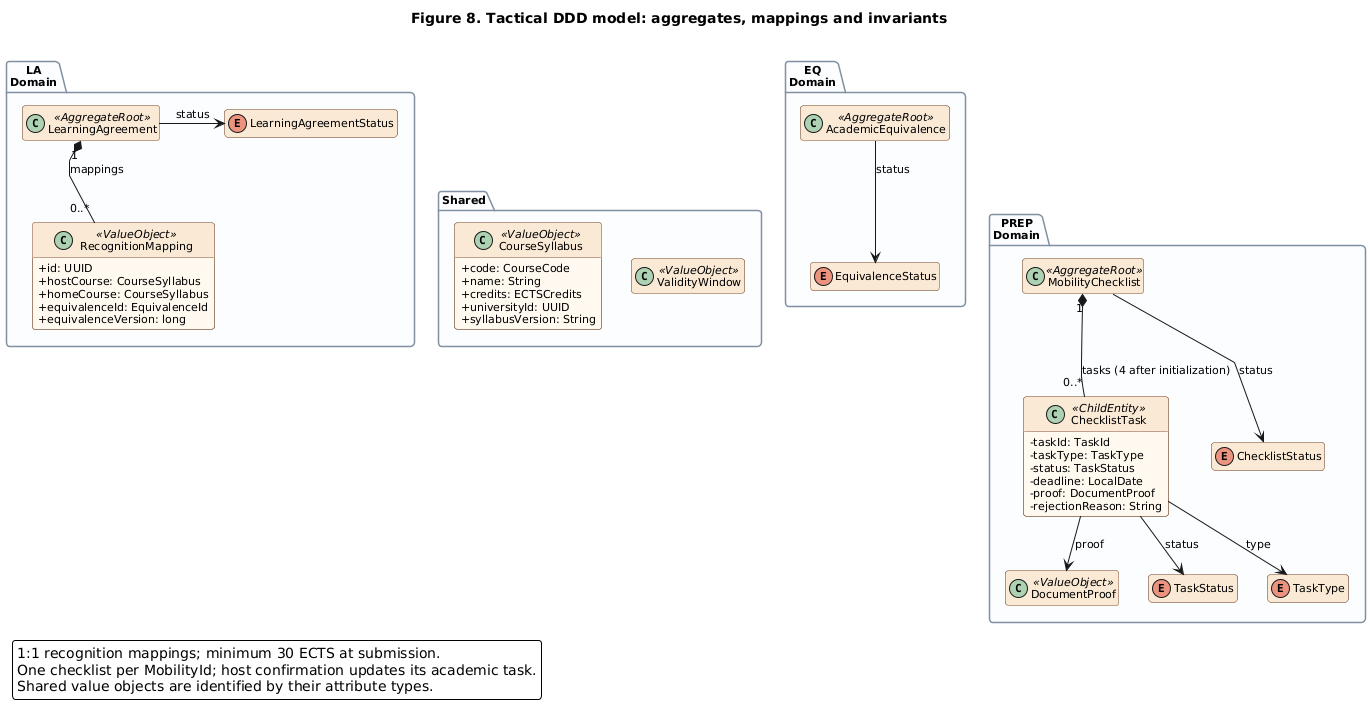 Figure 8. Tactical DDD model: aggregates, mappings and invariants
LA
Domain
«AggregateRoot»
LearningAgreement
status
LearningAgreementStatus
1
mappings
0..*
«ValueObject»
RecognitionMapping
+id: UUID
+hostCourse: CourseSyllabus
+homeCourse: CourseSyllabus
+equivalenceId: EquivalenceId
+equivalenceVersion: long
Shared
«ValueObject»
CourseSyllabus
+code: CourseCode
+name: String
+credits: ECTSCredits
+universityId: UUID
+syllabusVersion: String
«ValueObject»
ValidityWindow
EQ
Domain
«AggregateRoot»
AcademicEquivalence
status
EquivalenceStatus
PREP
Domain
«AggregateRoot»
MobilityChecklist
1
tasks (4 after initialization)
status
0..*
«ChildEntity»
ChecklistTask
-taskId: TaskId
-taskType: TaskType
-status: TaskStatus
-deadline: LocalDate
-proof: DocumentProof
-rejectionReason: String
ChecklistStatus
proof
status
type
«ValueObject»
DocumentProof
TaskStatus
TaskType
1:1 recognition mappings; minimum 30 ECTS at submission.
One checklist per MobilityId; host confirmation updates its academic task.
Shared value objects are identified by their attribute types.